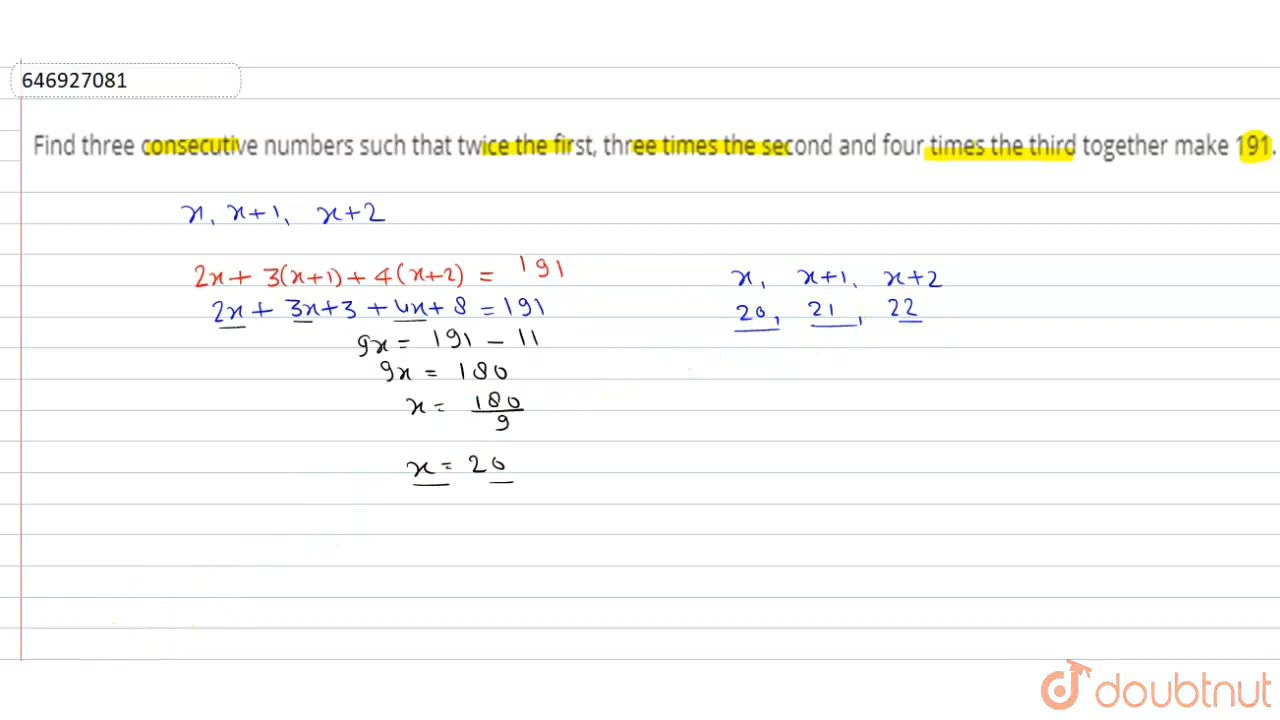 646927081
Find three consecutive numbers such that twice the first, three times the second and four times the third together make 191.
x, x+1, x+2
2x + 3(x+1) + 4(x+2) = 191
2x + 3x+3 + 4x+8 = 191
9x = 191 - 11
9x = 180
x = 180/9
x = 20
x, x+1, x+2
20, 21, 22
doubtnut